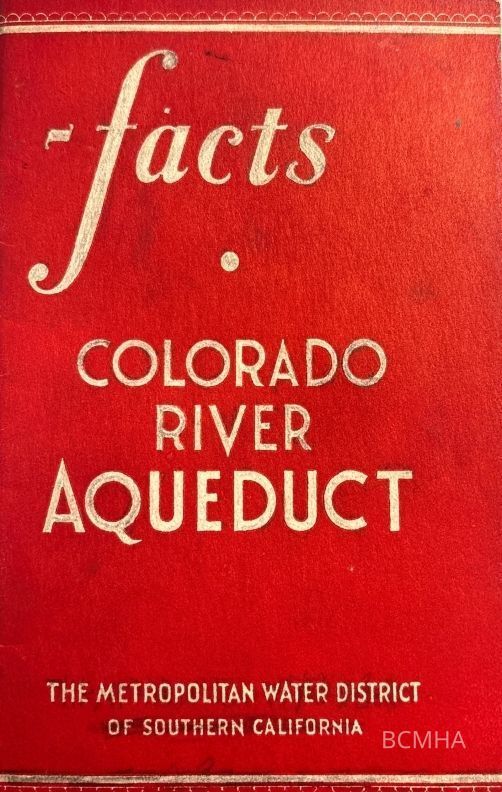 -facts
COLORADO
RIVER
AQUEDUCT
THE METROPOLITAN WATER DISTRICT
OF SOUTHERN CALIFORNIA
BCMHA